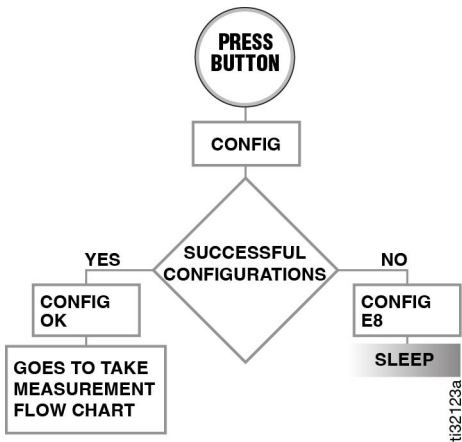 PRESS
BUTTON
CONFIG
SUCCESSFUL
CONFIGURATIONS
YES
NO
CONFIG
OK
CONFIG
E8
GOES TO TAKE
MEASUREMENT
FLOW CHART
SLEEP
ti32123a